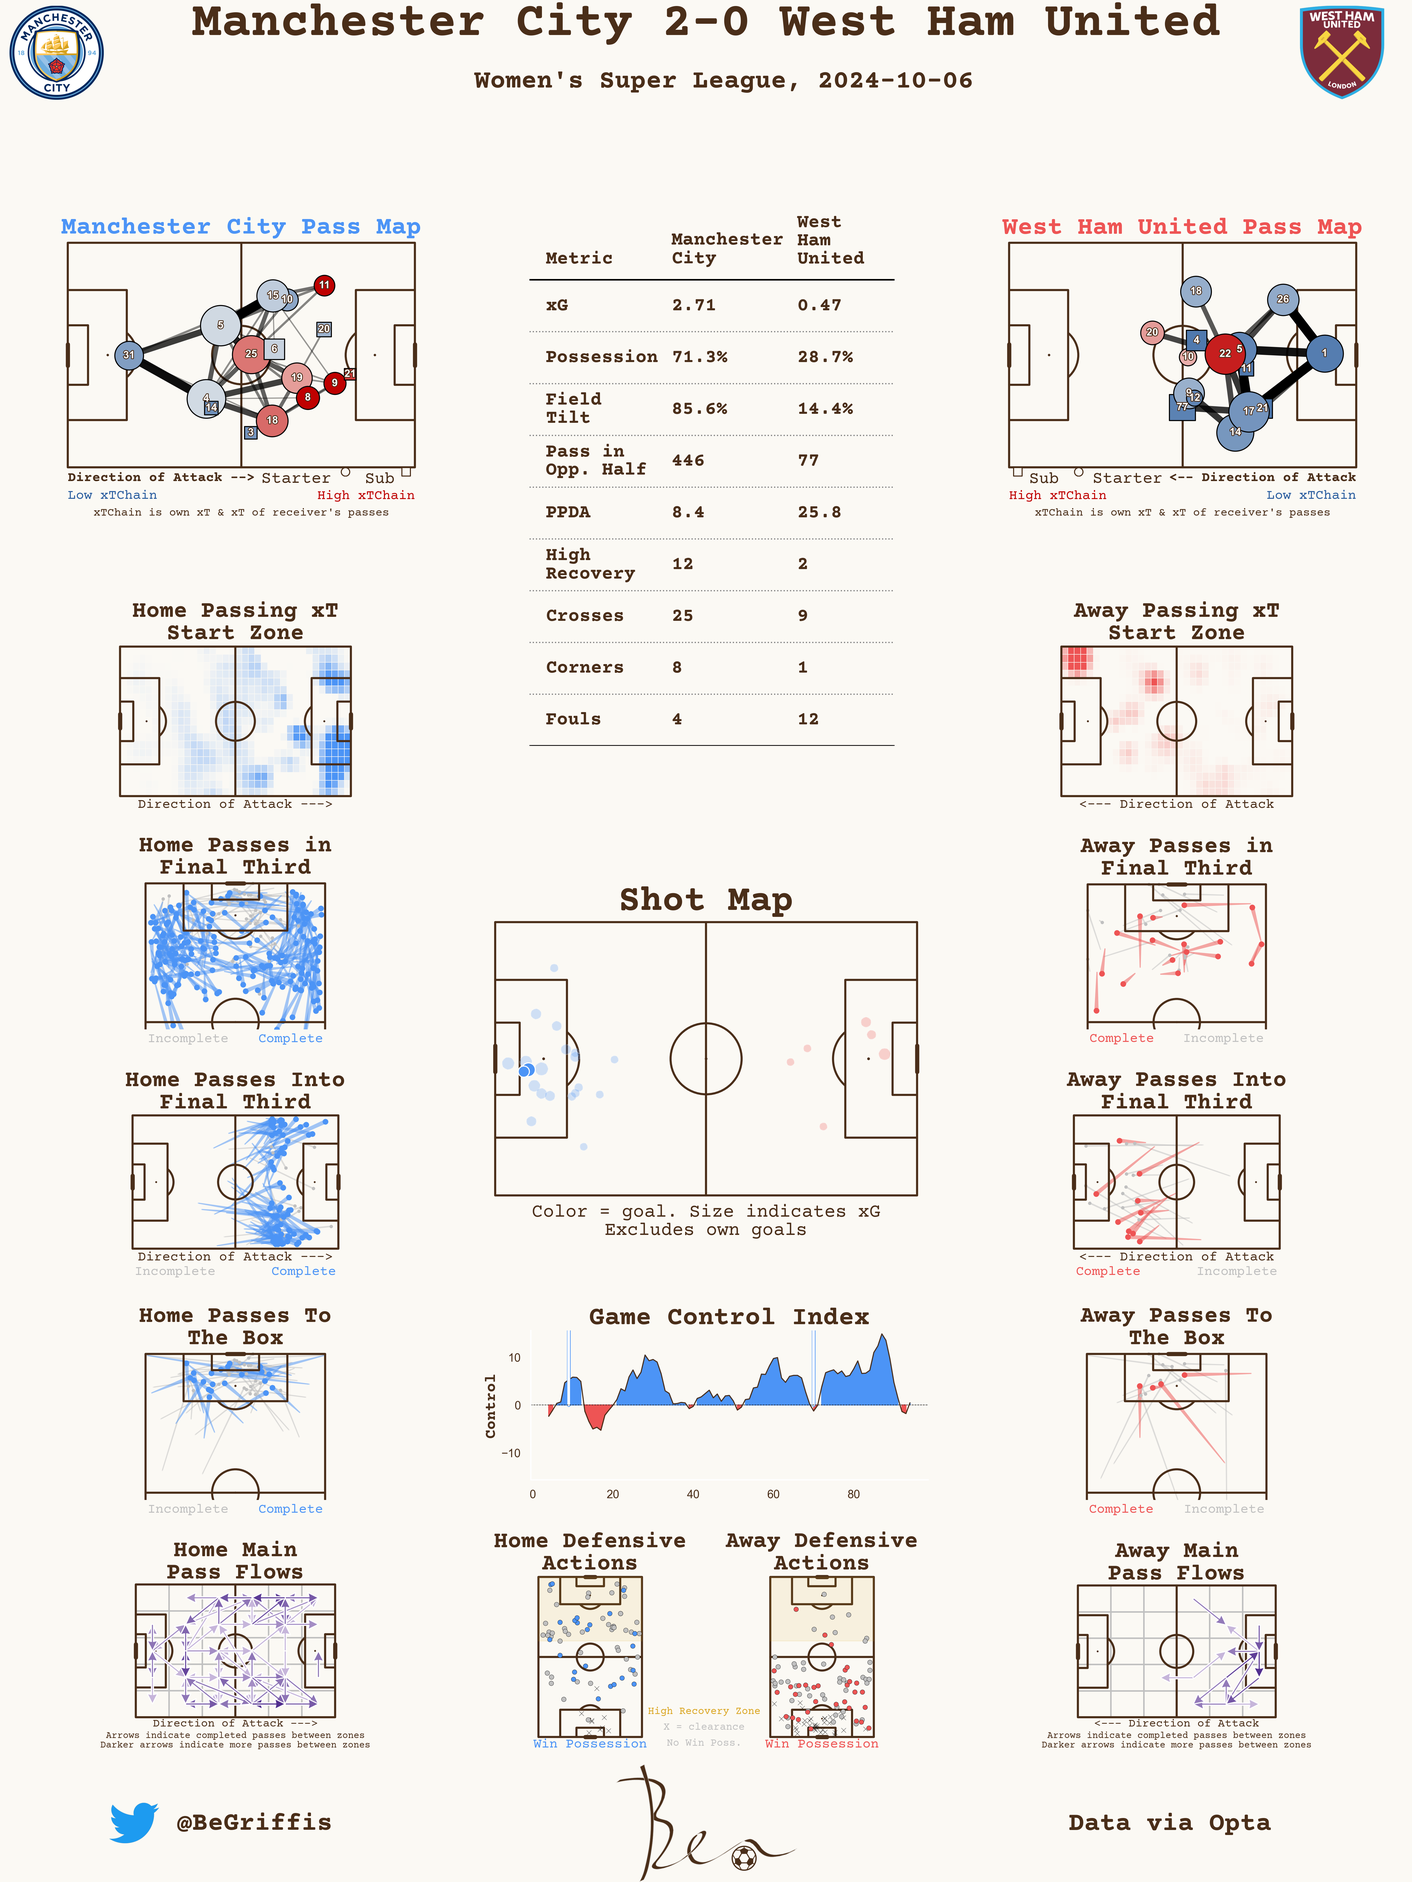 Manchester City 2-0 West Ham United
Women's Super League, 2024-10-06
MANCHESTER
18 94
CITY
WEST HAM
UNITED
LONDON
Manchester City Pass Map
11
15
10
5
20
6
25
31
21
19
9
4
8
14
18
3
Direction of Attack --> Starter Sub
Low xTChain High xTChain
xTChain is own xT & xT of receiver's passes
Metric Manchester City West Ham United
xG 2.71 0.47
Possession 71.3% 28.7%
Field Tilt 85.6% 14.4%
Pass in Opp. Half 446 77
PPDA 8.4 25.8
High Recovery 12 2
Crosses 25 9
Corners 8 1
Fouls 4 12
West Ham United Pass Map
18
26
20
4
10
22
5
1
11
9
12
77
17
21
14
Sub Starter <-- Direction of Attack
High xTChain Low xTChain
xTChain is own xT & xT of receiver's passes
Home Passing xT
Start Zone
Direction of Attack --->
Away Passing xT
Start Zone
<--- Direction of Attack
Home Passes in
Final Third
Incomplete Complete
Away Passes in
Final Third
Complete Incomplete
Shot Map
Color = goal. Size indicates xG
Excludes own goals
Home Passes Into
Final Third
Direction of Attack --->
Incomplete Complete
Away Passes Into
Final Third
<--- Direction of Attack
Complete Incomplete
Home Passes To
The Box
Incomplete Complete
Game Control Index
Control
10
0
−10
0 20 40 60 80
Away Passes To
The Box
Complete Incomplete
Home Main
Pass Flows
Direction of Attack --->
Arrows indicate completed passes between zones
Darker arrows indicate more passes between zones
Home Defensive
Actions
Win Possession
High Recovery Zone
X = clearance
No Win Poss.
Away Defensive
Actions
Win Possession
Away Main
Pass Flows
<--- Direction of Attack
Arrows indicate completed passes between zones
Darker arrows indicate more passes between zones
@BeGriffis
Ben
Data via Opta